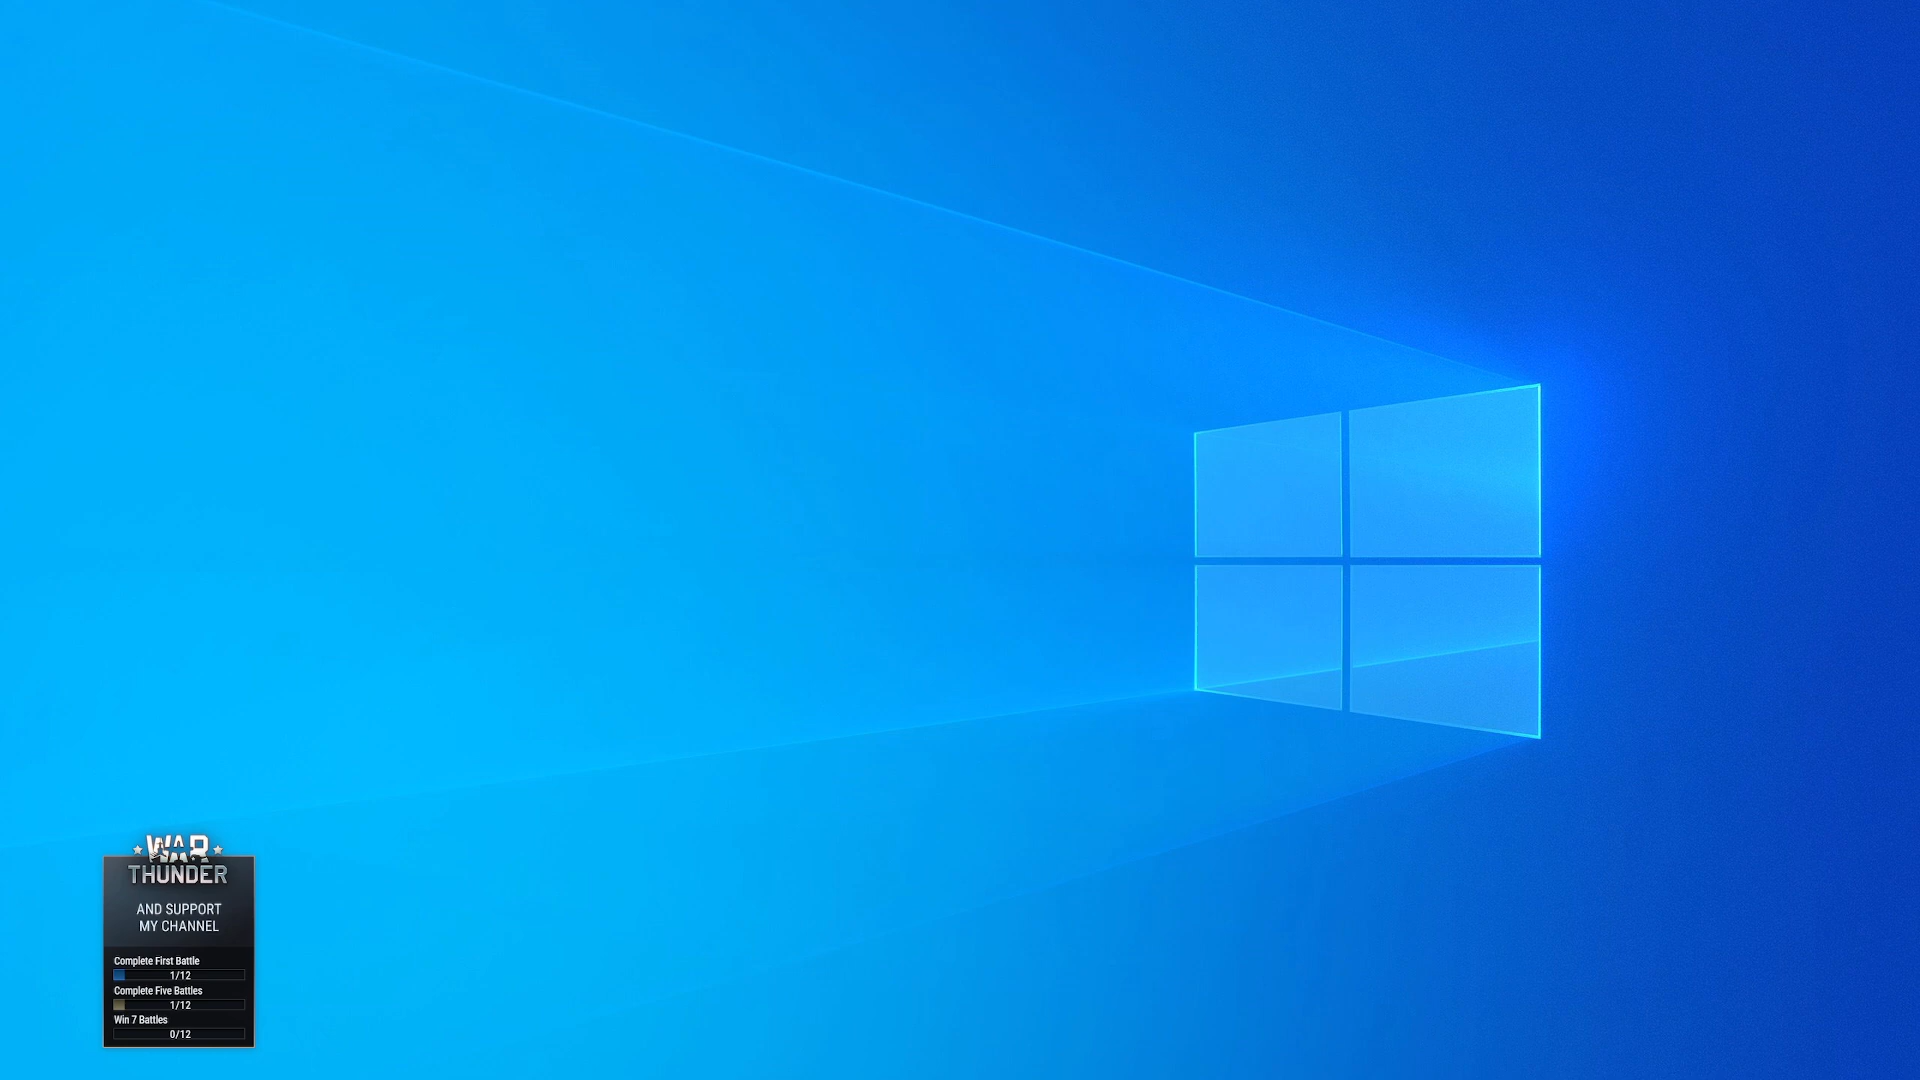 WAR
THUNDER
AND SUPPORT
MY CHANNEL
Complete First Battle
1/12
Complete Five Battles
1/12
Win 7 Battles
0/12